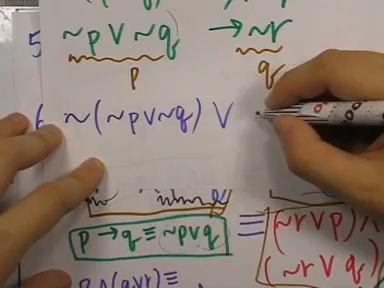 5 ~p ∨ ~q → ~r
p q
6 ~(~p∨~q) ∨
p → q ≡ ~p∨q ≡ (~r∨p)∧
(~r∨q)
p∨(q∨r)≡